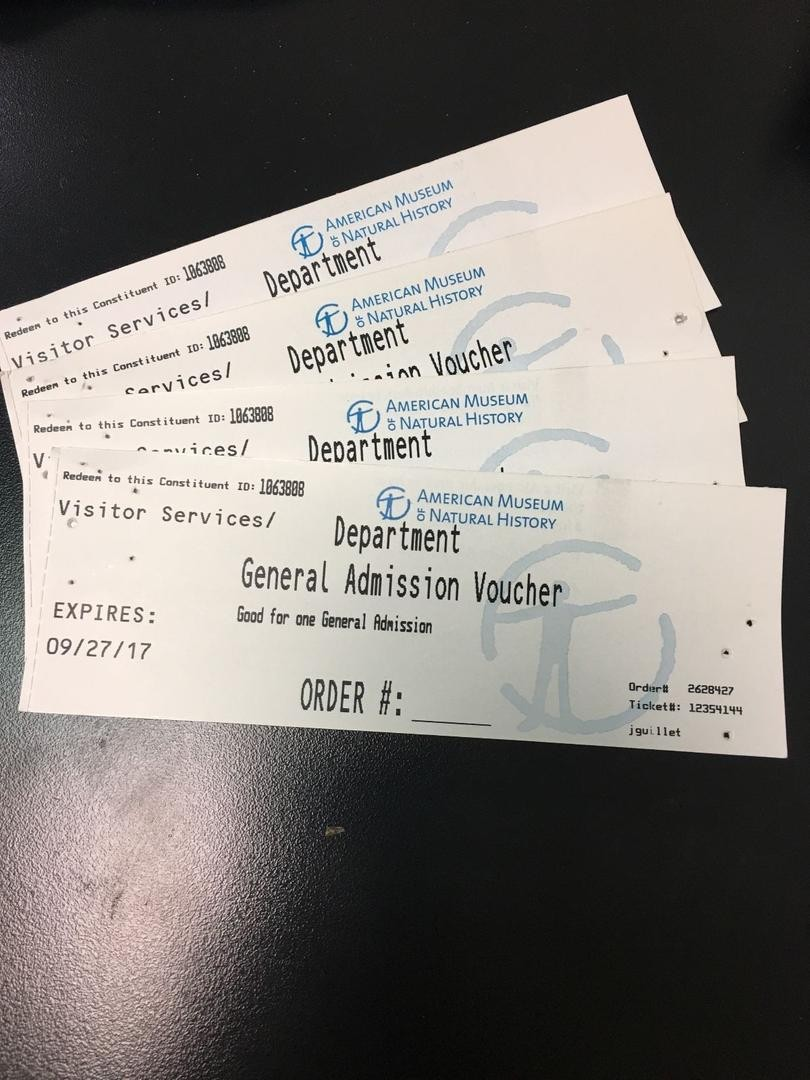 AMERICAN MUSEUM
OF NATURAL HISTORY
Redeem to this Constituent ID: 1063808
Visitor Services/
Department
AMERICAN MUSEUM
OF NATURAL HISTORY
Redeem to this Constituent ID: 1063808
Services/
Department
Voucher
AMERICAN MUSEUM
OF NATURAL HISTORY
Redeem to this Constituent ID: 1063808
Department
Redeem to this Constituent ID: 1063808
AMERICAN MUSEUM
OF NATURAL HISTORY
Visitor Services/
Department
General Admission Voucher
EXPIRES:
Good for one General Admission
09/27/17
ORDER #:
Order# 2628427
Ticket#: 12354144
jguillet